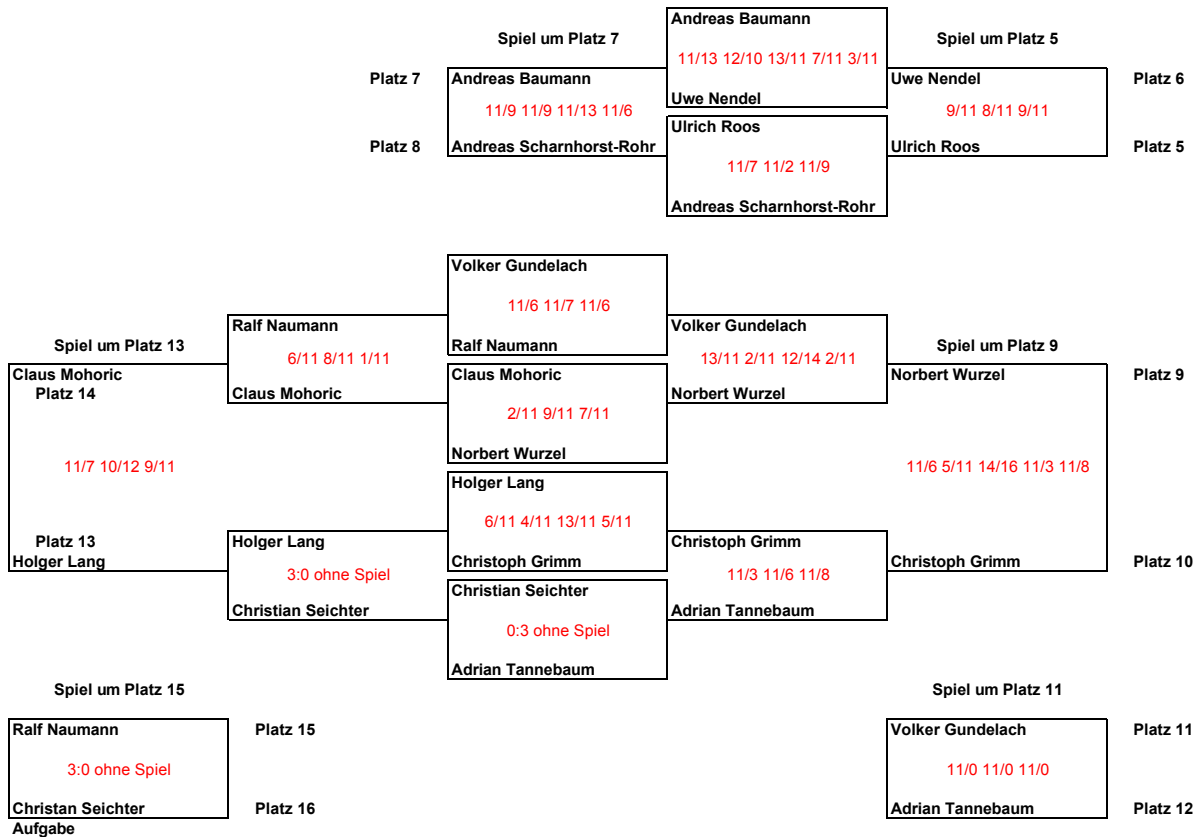 Andreas Baumann
Spiel um Platz 7
Spiel um Platz 5
11/13 12/10 13/11 7/11 3/11
Platz 7
Andreas Baumann
Uwe Nendel
Platz 6
11/9 11/9 11/13 11/6
Uwe Nendel
9/11 8/11 9/11
Ulrich Roos
Platz 8
Andreas Scharnhorst-Rohr
Ulrich Roos
Platz 5
11/7 11/2 11/9
Andreas Scharnhorst-Rohr
Volker Gundelach
11/6 11/7 11/6
Ralf Naumann
Volker Gundelach
Spiel um Platz 13
Ralf Naumann
Spiel um Platz 9
6/11 8/11 1/11
13/11 2/11 12/14 2/11
Claus Mohoric
Claus Mohoric
Norbert Wurzel
Platz 9
Platz 14
Claus Mohoric
Norbert Wurzel
2/11 9/11 7/11
Norbert Wurzel
11/7 10/12 9/11
11/6 5/11 14/16 11/3 11/8
Holger Lang
6/11 4/11 13/11 5/11
Platz 13
Holger Lang
Christoph Grimm
Holger Lang
Christoph Grimm
Christoph Grimm
Platz 10
3:0 ohne Spiel
11/3 11/6 11/8
Christian Seichter
Christian Seichter
Adrian Tannebaum
0:3 ohne Spiel
Adrian Tannebaum
Spiel um Platz 15
Spiel um Platz 11
Ralf Naumann
Platz 15
Volker Gundelach
Platz 11
3:0 ohne Spiel
11/0 11/0 11/0
Christan Seichter
Platz 16
Adrian Tannebaum
Platz 12
Aufgabe